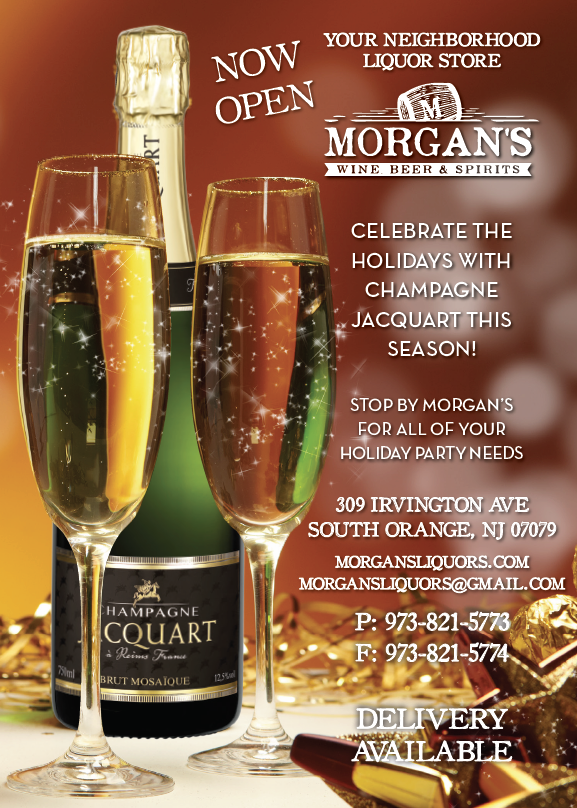 NOW
OPEN
YOUR NEIGHBORHOOD
LIQUOR STORE
M
MORGAN'S
WINE, BEER & SPIRITS
CELEBRATE THE
HOLIDAYS WITH
CHAMPAGNE
JACQUART THIS
SEASON!
STOP BY MORGAN'S
FOR ALL OF YOUR
HOLIDAY PARTY NEEDS
309 IRVINGTON AVE
SOUTH ORANGE, NJ 07079
MORGANSLIQUORS.COM
MORGANSLIQUORS@GMAIL.COM
P: 973-821-5773
F: 973-821-5774
DELIVERY
AVAILABLE
QUART
CHAMPAGNE
JACQUART
à Reims France
750ml
BRUT MOSAÏQUE
12.5%vol